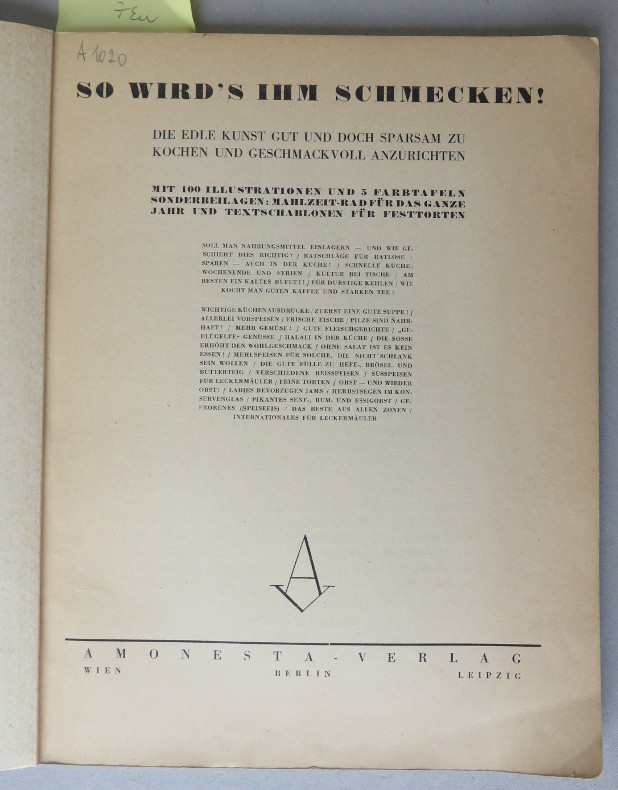 A 1020
SO WIRD'S IHM SCHMECKEN!
DIE EDLE KUNST GUT UND DOCH SPARSAM ZU
KOCHEN UND GESCHMACKVOLL ANZURICHTEN
MIT 100 ILLUSTRATIONEN UND 5 FARBTAFELN
SONDERBEILAGEN: MAHLZEIT-RAD FÜR DAS GANZE
JAHR UND TEXTSCHABLONEN FÜR FESTTORTEN
SOLL MAN NAHRUNGSMITTEL EINLAGERN — UND WIE GE-
SCHIEHT DIES RICHTIG? / RATSCHLÄGE FÜR RATLOSE /
SPAREN — AUCH IN DER KÜCHE! / SCHNELLE KÜCHE,
WOCHENENDE UND FERIEN / KULTUR BEI TISCHE / AM
BESTEN EIN KALTES BUFETT! / FÜR DURSTIGE KEHLEN / WIE
KOCHT MAN GUTEN KAFFEE UND STARKEN TEE?
WICHTIGE KÜCHENAUSDRÜCKE / ZUERST EINE GUTE SUPPE! /
ALLERLEI VORSPEISEN / FRISCHE FISCHE / PILZE SIND NAHR-
HAFT! / MEHR GEMÜSE! / GUTE FLEISCHGERICHTE / „GE-
FLÜGELTE“ GENÜSSE / HALALI IN DER KÜCHE / DIE SOSSE
ERHÖHT DEN WOHLGESCHMACK / OHNE SALAT IST ES KEIN
ESSEN! / MEHLSPEISEN FÜR SOLCHE, DIE NICHT SCHLANK
SEIN WOLLEN / DIE GUTE FÜLLE ZU HEFE-, BRÖSEL- UND
BUTTERTEIG / VERSCHIEDENE REISSPEISEN / SÜSSPEISEN
FÜR LECKERMÄULER / FEINE TORTEN / OBST — UND WIEDER
OBST! / LADIES BEVORZUGEN JAMS / HERBSTSEGEN IM KON-
SERVENGLAS / PIKANTES SENF-, RUM- UND ESSIGOBST / GE-
FRORENES (SPEISEEIS) / DAS BESTE AUS ALLEN ZONEN /
INTERNATIONALES FÜR LECKERMÄULER
AMONESTA-VERLAG
WIEN BERLIN LEIPZIG